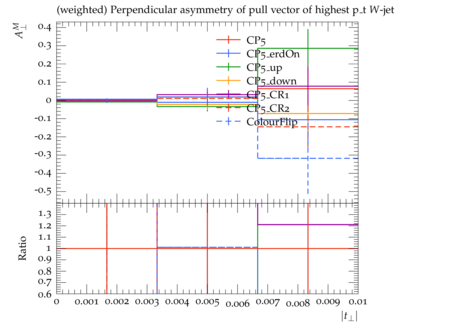 (weighted) Perpendicular asymmetry of pull vector of highest p_t W-jet
A^M_⊥
0.4
0.3
0.2
0.1
0
-0.1
-0.2
-0.3
-0.4
-0.5
CP5
CP5_erdOn
CP5_up
CP5_down
CP5_CR1
CP5_CR2
ColourFlip
Ratio
1.3
1.2
1.1
1
0.9
0.8
0.7
0.6
0 0.001 0.002 0.003 0.004 0.005 0.006 0.007 0.008 0.009 0.01
|t_⊥|